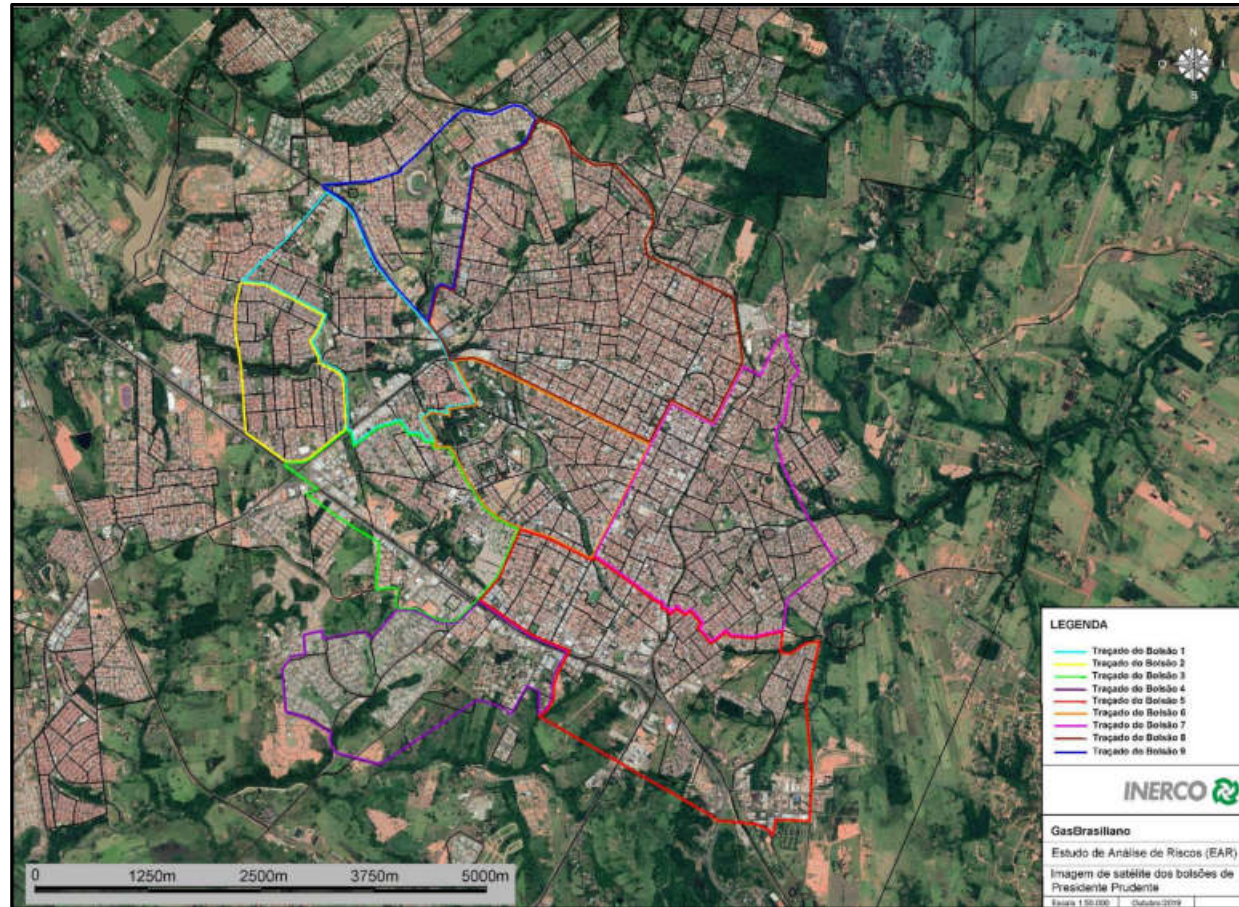 N
O L
S
LEGENDA
Traçado do Bolsão 1
Traçado do Bolsão 2
Traçado do Bolsão 3
Traçado do Bolsão 4
Traçado do Bolsão 5
Traçado do Bolsão 6
Traçado do Bolsão 7
Traçado do Bolsão 8
Traçado do Bolsão 9
INERCO
GasBrasiliano
Estudo de Análise de Riscos (EAR)
Imagem de satélite dos bolsões de
Presidente Prudente
Escala 1:50.000 Outubro/2019
0 1250m 2500m 3750m 5000m